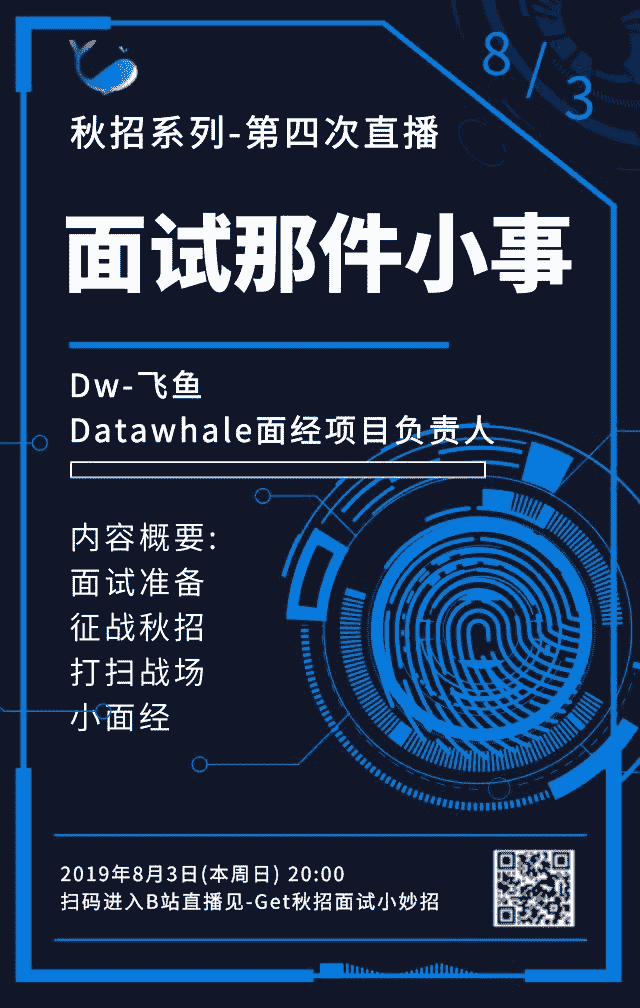 8/3
秋招系列-第四次直播
面试那件小事
Dw-飞鱼
Datawhale面经项目负责人
内容概要:
面试准备
征战秋招
打扫战场
小面经
2019年8月3日(本周日) 20:00
扫码进入B站直播见-Get秋招面试小妙招